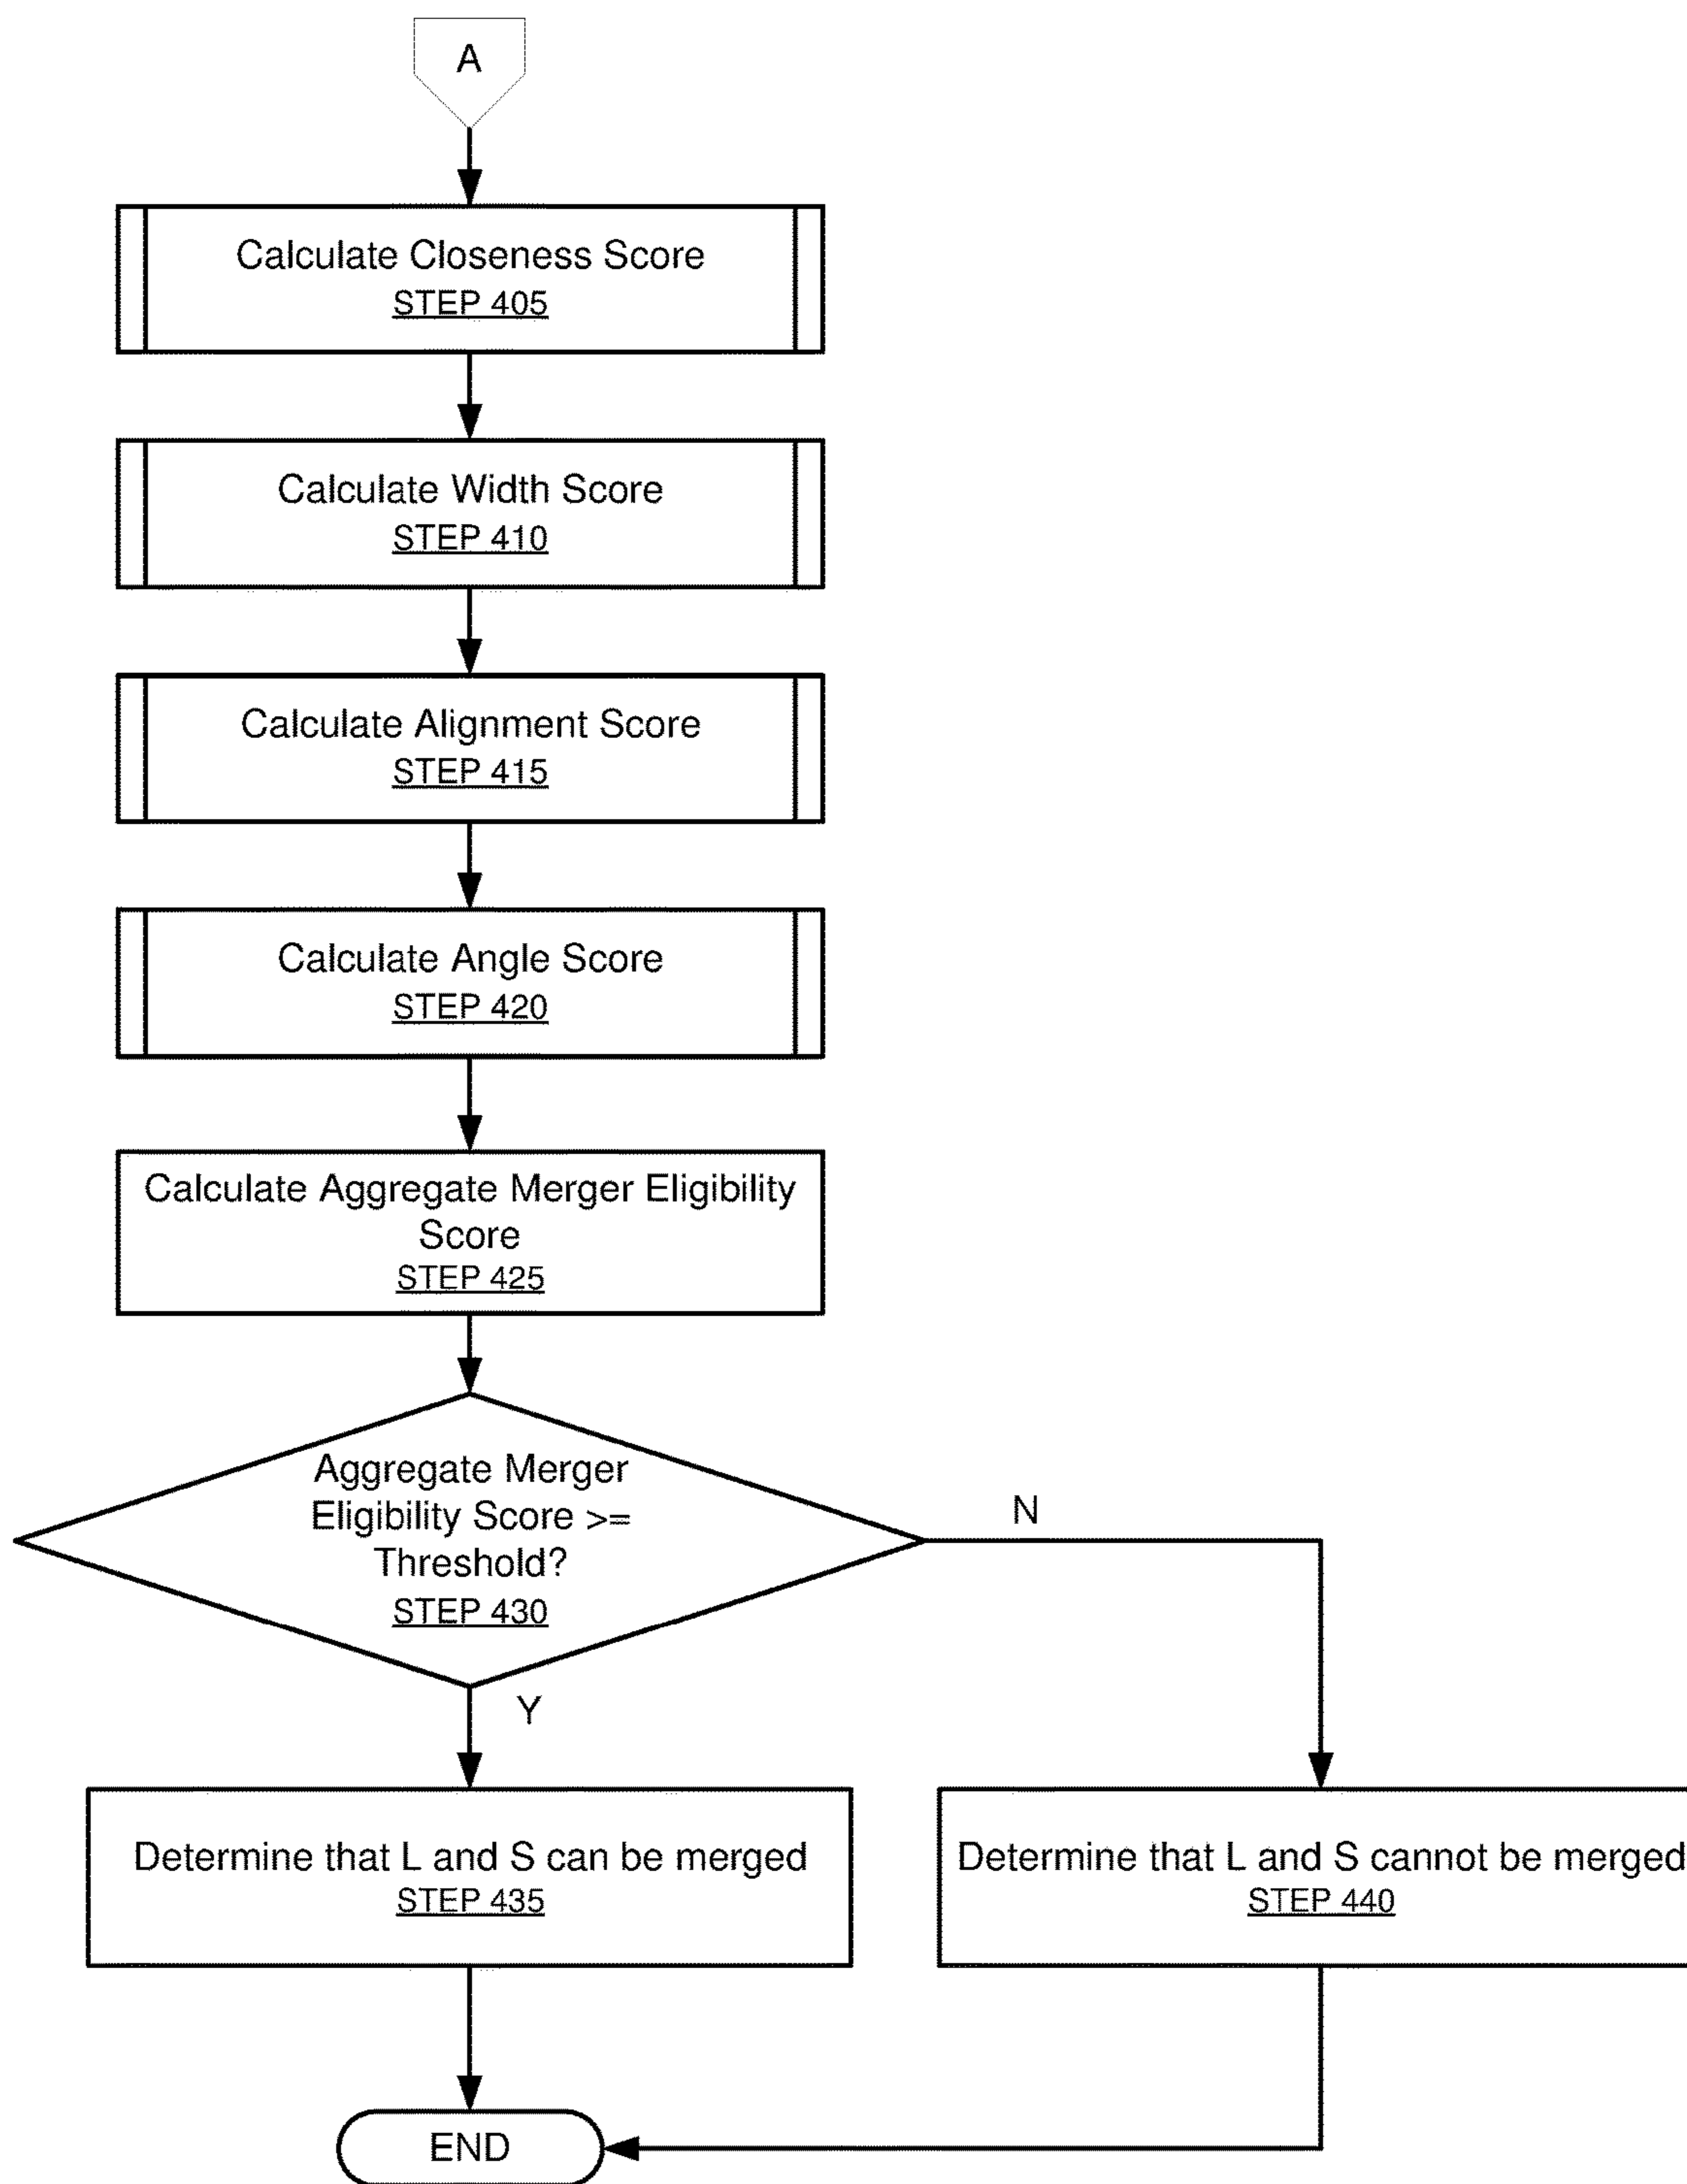 A
Calculate Closeness Score
STEP 405
Calculate Width Score
STEP 410
Calculate Alignment Score
STEP 415
Calculate Angle Score
STEP 420
Calculate Aggregate Merger Eligibility
Score
STEP 425
Aggregate Merger
Eligibility Score >=
Threshold?
STEP 430
N
Y
Determine that L and S can be merged
STEP 435
Determine that L and S cannot be merged
STEP 440
END